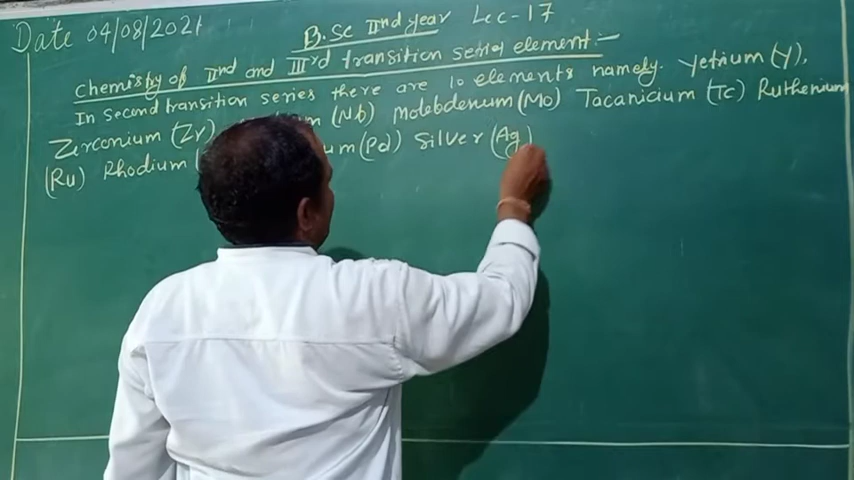 Date 04/08/2021
B.Sc IInd year Lec-17
Chemistry of IInd and IIIrd transition series element:-
In second transition series there are 10 elements namely. Yetrium (Y),
Zerconium (Zr) (Nb) Molebdenum (Mo) Tacanicium (Tc) Ruthenium
(Ru) Rhodium (Pd) Silver (Ag)